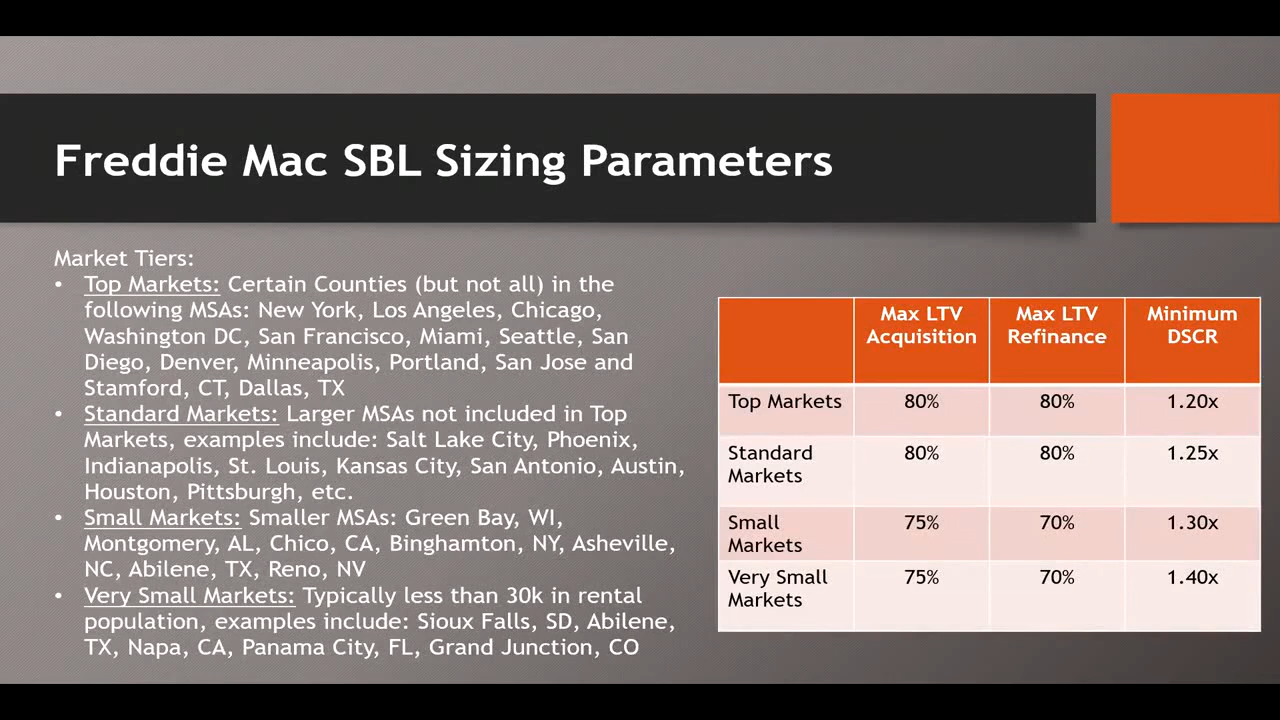 Freddie Mac SBL Sizing Parameters
Market Tiers:
• Top Markets: Certain Counties (but not all) in the
following MSAs: New York, Los Angeles, Chicago,
Washington DC, San Francisco, Miami, Seattle, San
Diego, Denver, Minneapolis, Portland, San Jose and
Stamford, CT, Dallas, TX
• Standard Markets: Larger MSAs not included in Top
Markets, examples include: Salt Lake City, Phoenix,
Indianapolis, St. Louis, Kansas City, San Antonio, Austin,
Houston, Pittsburgh, etc.
• Small Markets: Smaller MSAs: Green Bay, WI,
Montgomery, AL, Chico, CA, Binghamton, NY, Asheville,
NC, Abilene, TX, Reno, NV
• Very Small Markets: Typically less than 30k in rental
population, examples include: Sioux Falls, SD, Abilene,
TX, Napa, CA, Panama City, FL, Grand Junction, CO
Max LTV Max LTV Minimum
Acquisition Refinance DSCR
Top Markets 80% 80% 1.20x
Standard 80% 80% 1.25x
Markets
Small 75% 70% 1.30x
Markets
Very Small 75% 70% 1.40x
Markets